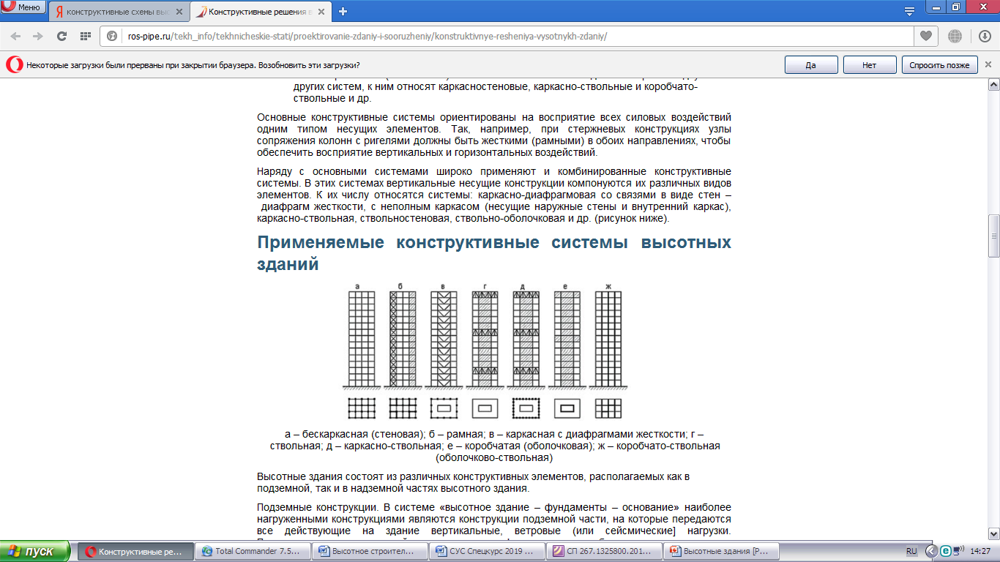 Меню
конструктивные схемы выс
Конструктивные решения в
ros-pipe.ru/tekh_info/tekhnicheskie-stati/proektirovanie-zdaniy-i-sooruzheniy/konstruktivnye-resheniya-vysotnykh-zdaniy/
Некоторые загрузки были прерваны при закрытии браузера. Возобновить эти загрузки?
Да
Нет
Спросить позже
других систем, к ним относят каркасностеновые, каркасно-ствольные и коробчато-
ствольные и др.
Основные конструктивные системы ориентированы на восприятие всех силовых воздействий
одним типом несущих элементов. Так, например, при стержневых конструкциях узлы
сопряжения колонн с ригелями должны быть жесткими (рамными) в обоих направлениях, чтобы
обеспечить восприятие вертикальных и горизонтальных воздействий.
Наряду с основными системами широко применяют и комбинированные конструктивные
системы. В этих системах вертикальные несущие конструкции компонуются их различных видов
элементов. К их числу относятся системы: каркасно-диафрагмовая со связями в виде стен –
диафрагм жесткости, с неполным каркасом (несущие наружные стены и внутренний каркас),
каркасно-ствольная, ствольностеновая, ствольно-оболочковая и др. (рисунок ниже).
Применяемые конструктивные системы высотных
зданий
а б в г д е ж
а – бескаркасная (стеновая); б – рамная; в – каркасная с диафрагмами жесткости; г –
ствольная; д – каркасно-ствольная; е – коробчатая (оболочковая); ж – коробчато-ствольная
(оболочково-ствольная)
Высотные здания состоят из различных конструктивных элементов, располагаемых как в
подземной, так и в надземной частях высотного здания.
Подземные конструкции. В системе «высотное здание – фундаменты – основание» наиболее
нагруженными конструкциями являются конструкции подземной части, на которые передаются
все действующие на здание вертикальные, ветровые (или сейсмические] нагрузки.
пуск
Конструктивные ре...
Total Commander 7.5...
Высотное строител...
СУС Спецкурс 2019 ...
СП 267.1325800.201...
Высотные здания [Р...
RU
14:27